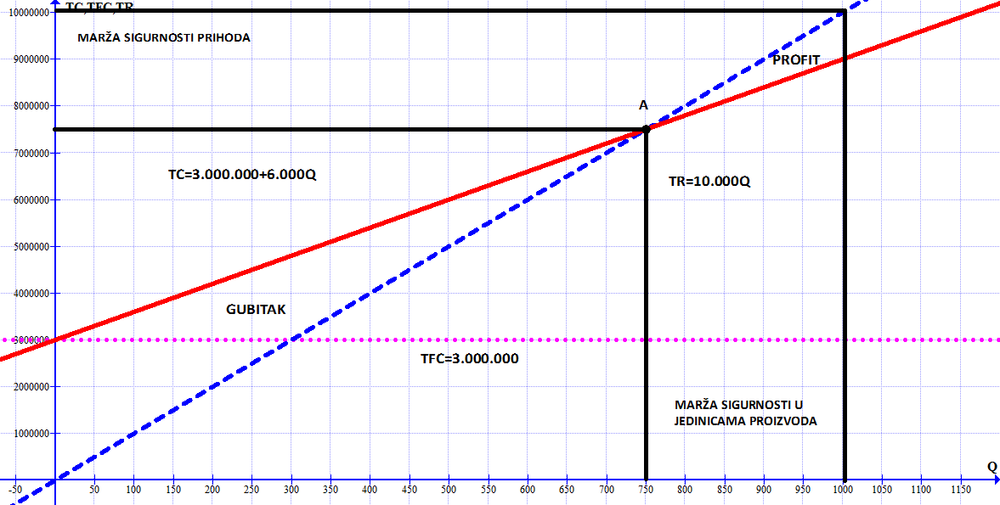 TC,TFC,TR
10000000
MARŽA SIGURNOSTI PRIHODA
9000000
PROFIT
8000000
A
7000000
TC=3.000.000+6.000Q
TR=10.000Q
6000000
5000000
4000000
GUBITAK
3000000
TFC=3.000.000
2000000
MARŽA SIGURNOSTI U
JEDINICAMA PROIZVODA
1000000
Q
-50 50 100 150 200 250 300 350 400 450 500 550 600 650 700 750 800 850 900 950 1000 1050 1100 1150